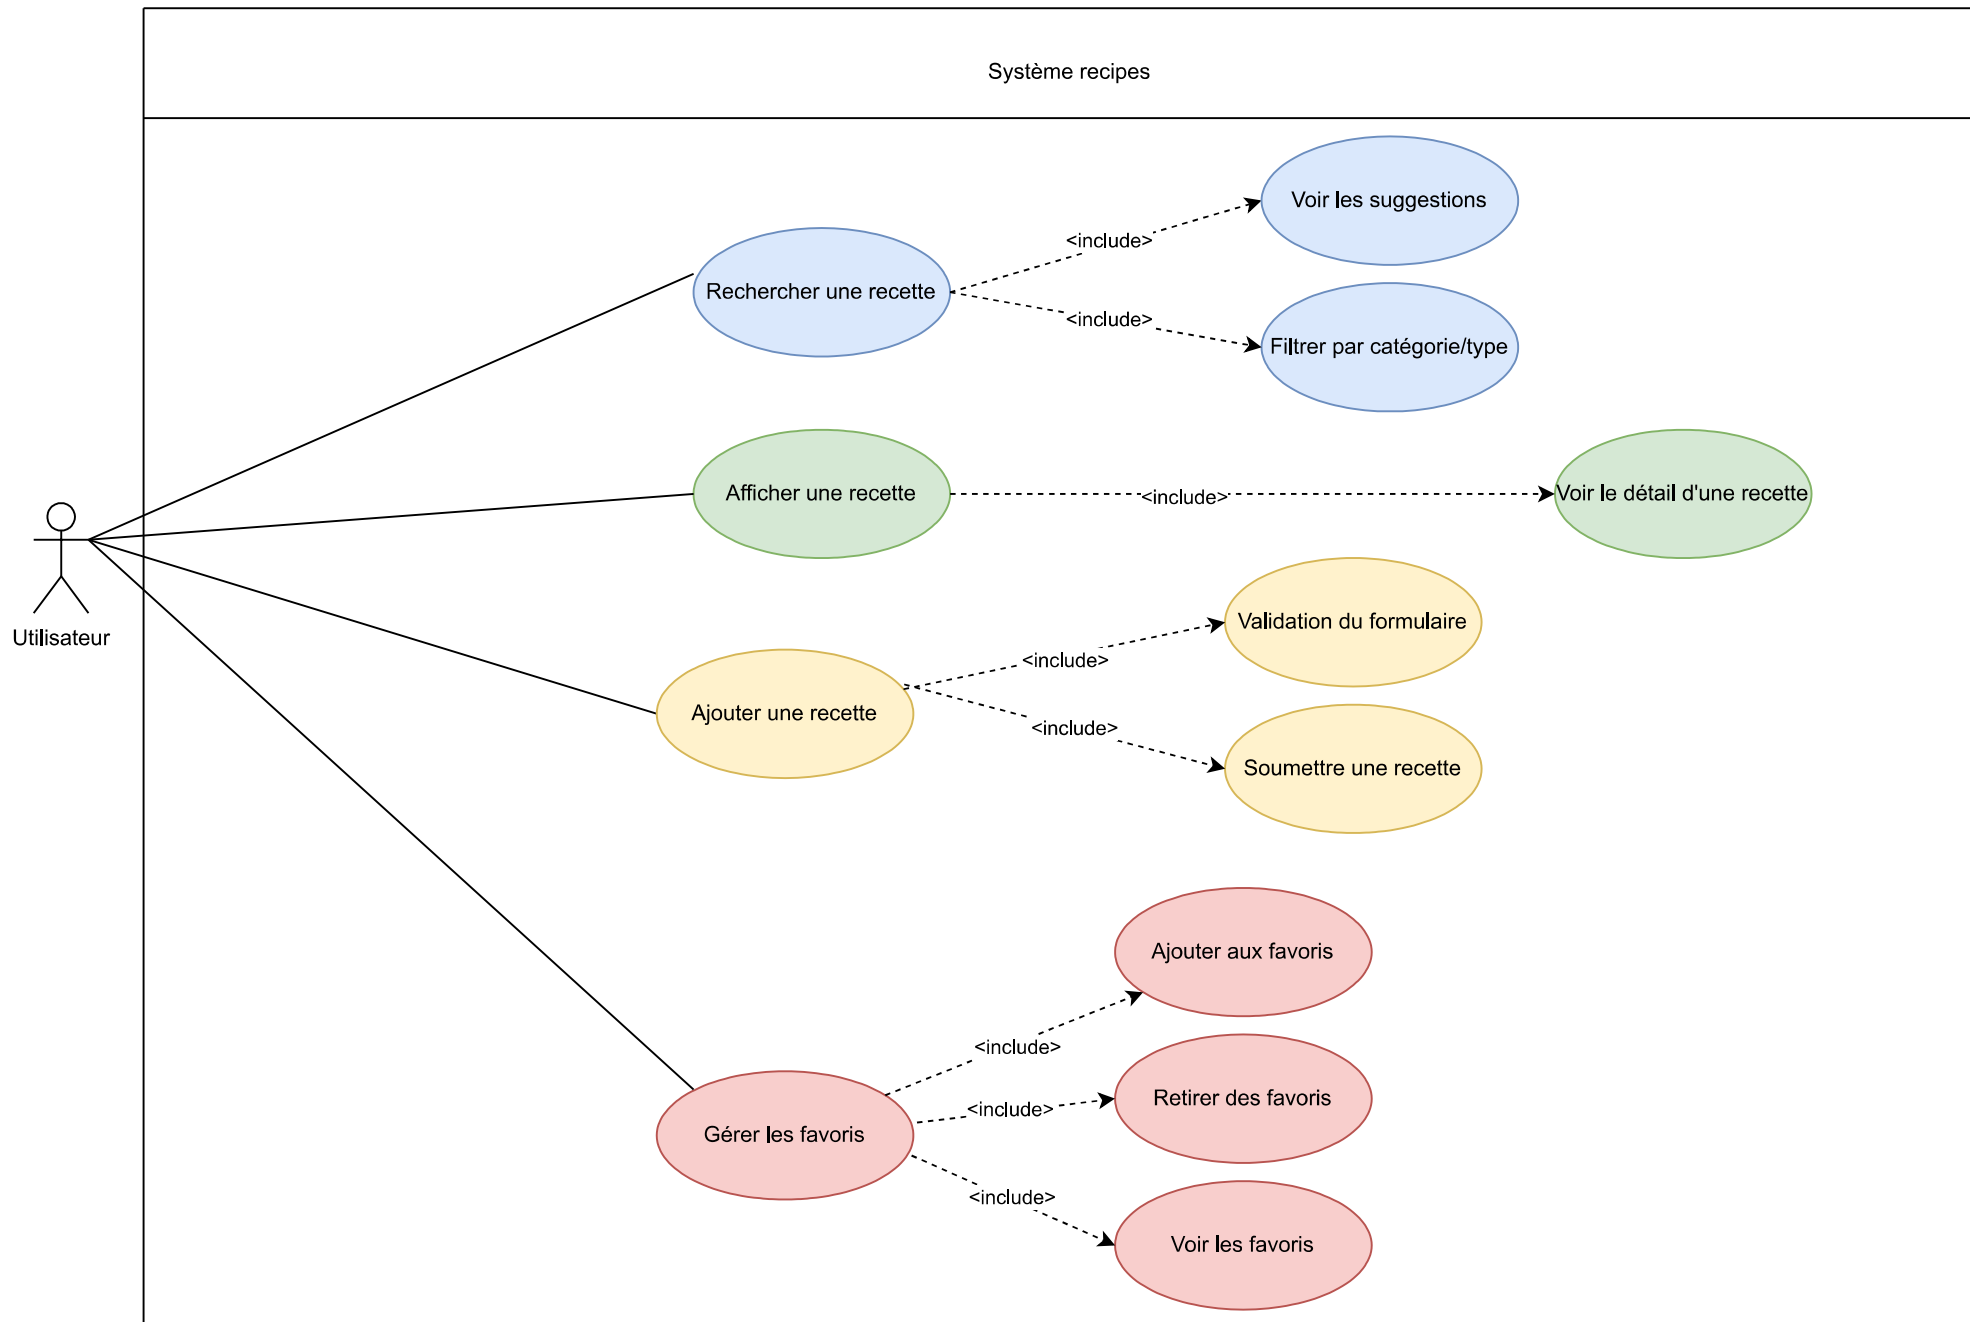 Système recipes
Voir les suggestions
<include>
Rechercher une recette
<include>
Filtrer par catégorie/type
Afficher une recette
<include>
Voir le détail d'une recette
Utilisateur
Validation du formulaire
<include>
Ajouter une recette
<include>
Soumettre une recette
Ajouter aux favoris
<include>
Retirer des favoris
<include>
Gérer les favoris
<include>
Voir les favoris